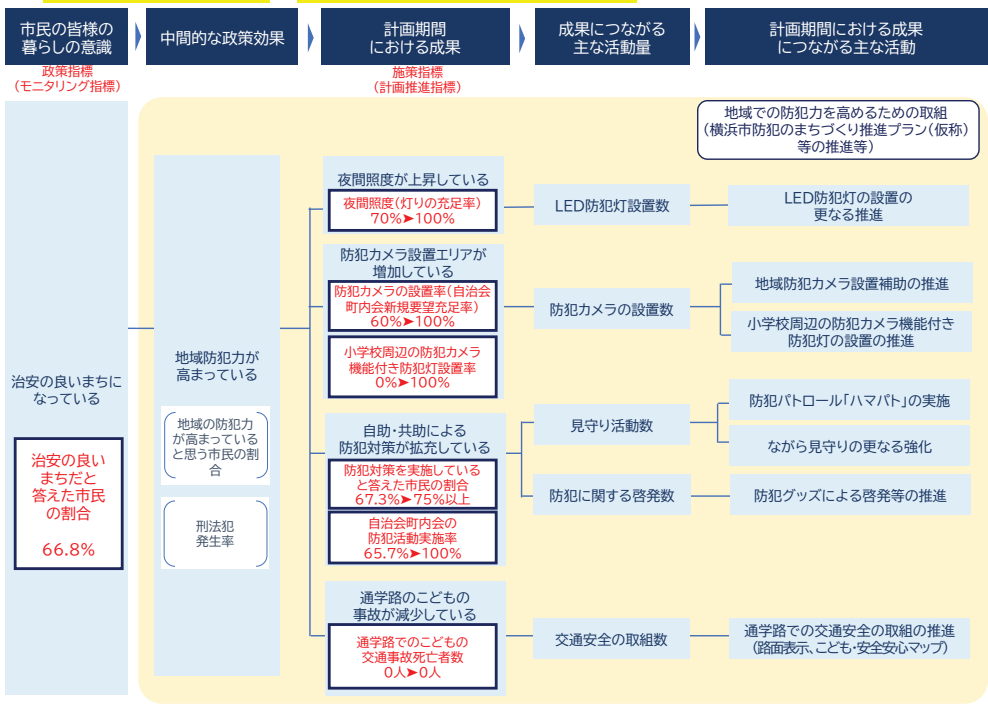 市民の皆様の
暮らしの意識
中間的な政策効果
計画期間
における成果
成果につながる
主な活動量
計画期間における成果
につながる主な活動
政策指標
（モニタリング指標）
施策指標
（計画推進指標）
地域での防犯力を高めるための取組
（横浜市防犯のまちづくり推進プラン（仮称）
等の推進等）
治安の良いまちに
なっている
治安の良い
まちだと
答えた市民
の割合
66.8%
地域防犯力が
高まっている
地域の防犯力
が高まっている
と思う市民の割
合
刑法犯
発生率
夜間照度が上昇している
夜間照度（灯りの充足率）
70%➤100%
LED防犯灯設置数
LED防犯灯の設置の
更なる推進
防犯カメラ設置エリアが
増加している
防犯カメラの設置率（自治会
町内会新規要望充足率）
60%➤100%
小学校周辺の防犯カメラ
機能付き防犯灯設置率
0%➤100%
防犯カメラの設置数
地域防犯カメラ設置補助の推進
小学校周辺の防犯カメラ機能付き
防犯灯の設置の推進
自助・共助による
防犯対策が拡充している
防犯対策を実施している
と答えた市民の割合
67.3%➤75%以上
自治会町内会の
防犯活動実施率
65.7%➤100%
見守り活動数
防犯パトロール「ハマパト」の実施
ながら見守りの更なる強化
防犯に関する啓発数
防犯グッズによる啓発等の推進
通学路のこどもの
事故が減少している
通学路でのこどもの
交通事故死亡者数
0人➤0人
交通安全の取組数
通学路での交通安全の取組の推進
（路面表示、こども・安全安心マップ）